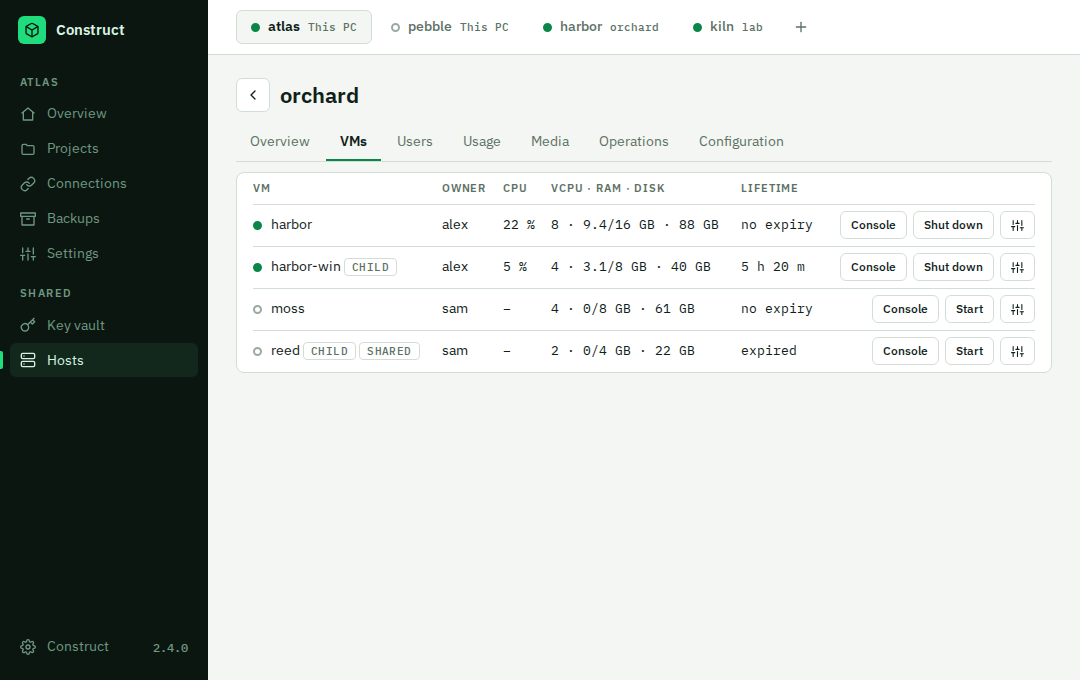 Construct
atlas This PC
pebble This PC
harbor orchard
kiln lab
ATLAS
Overview
Projects
Connections
Backups
Settings
SHARED
Key vault
Hosts
Construct 2.4.0
orchard
Overview VMs Users Usage Media Operations Configuration
VM OWNER CPU VCPU · RAM · DISK LIFETIME
harbor alex 22 % 8 · 9.4/16 GB · 88 GB no expiry Console Shut down
harbor-win CHILD alex 5 % 4 · 3.1/8 GB · 40 GB 5 h 20 m Console Shut down
moss sam – 4 · 0/8 GB · 61 GB no expiry Console Start
reed CHILD SHARED sam – 2 · 0/4 GB · 22 GB expired Console Start